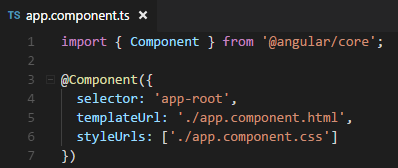 TS app.component.ts ×
1 import { Component } from '@angular/core';
2
3 @Component({
4 selector: 'app-root',
5 templateUrl: './app.component.html',
6 styleUrls: ['./app.component.css']
7 })